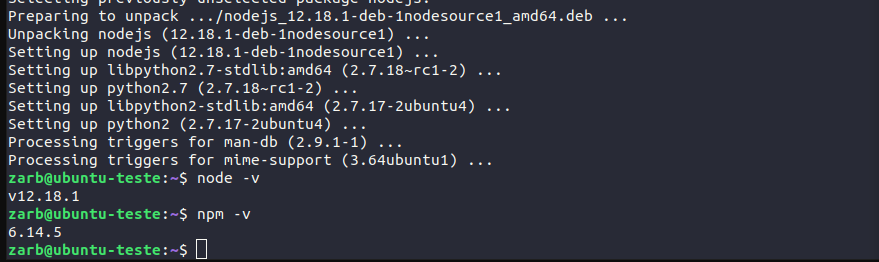 Selecting previously unselected package nodejs.
Preparing to unpack .../nodejs_12.18.1-deb-1nodesource1_amd64.deb ...
Unpacking nodejs (12.18.1-deb-1nodesource1) ...
Setting up nodejs (12.18.1-deb-1nodesource1) ...
Setting up libpython2.7-stdlib:amd64 (2.7.18~rc1-2) ...
Setting up python2.7 (2.7.18~rc1-2) ...
Setting up libpython2-stdlib:amd64 (2.7.17-2ubuntu4) ...
Setting up python2 (2.7.17-2ubuntu4) ...
Processing triggers for man-db (2.9.1-1) ...
Processing triggers for mime-support (3.64ubuntu1) ...
zarb@ubuntu-teste:~$ node -v
v12.18.1
zarb@ubuntu-teste:~$ npm -v
6.14.5
zarb@ubuntu-teste:~$